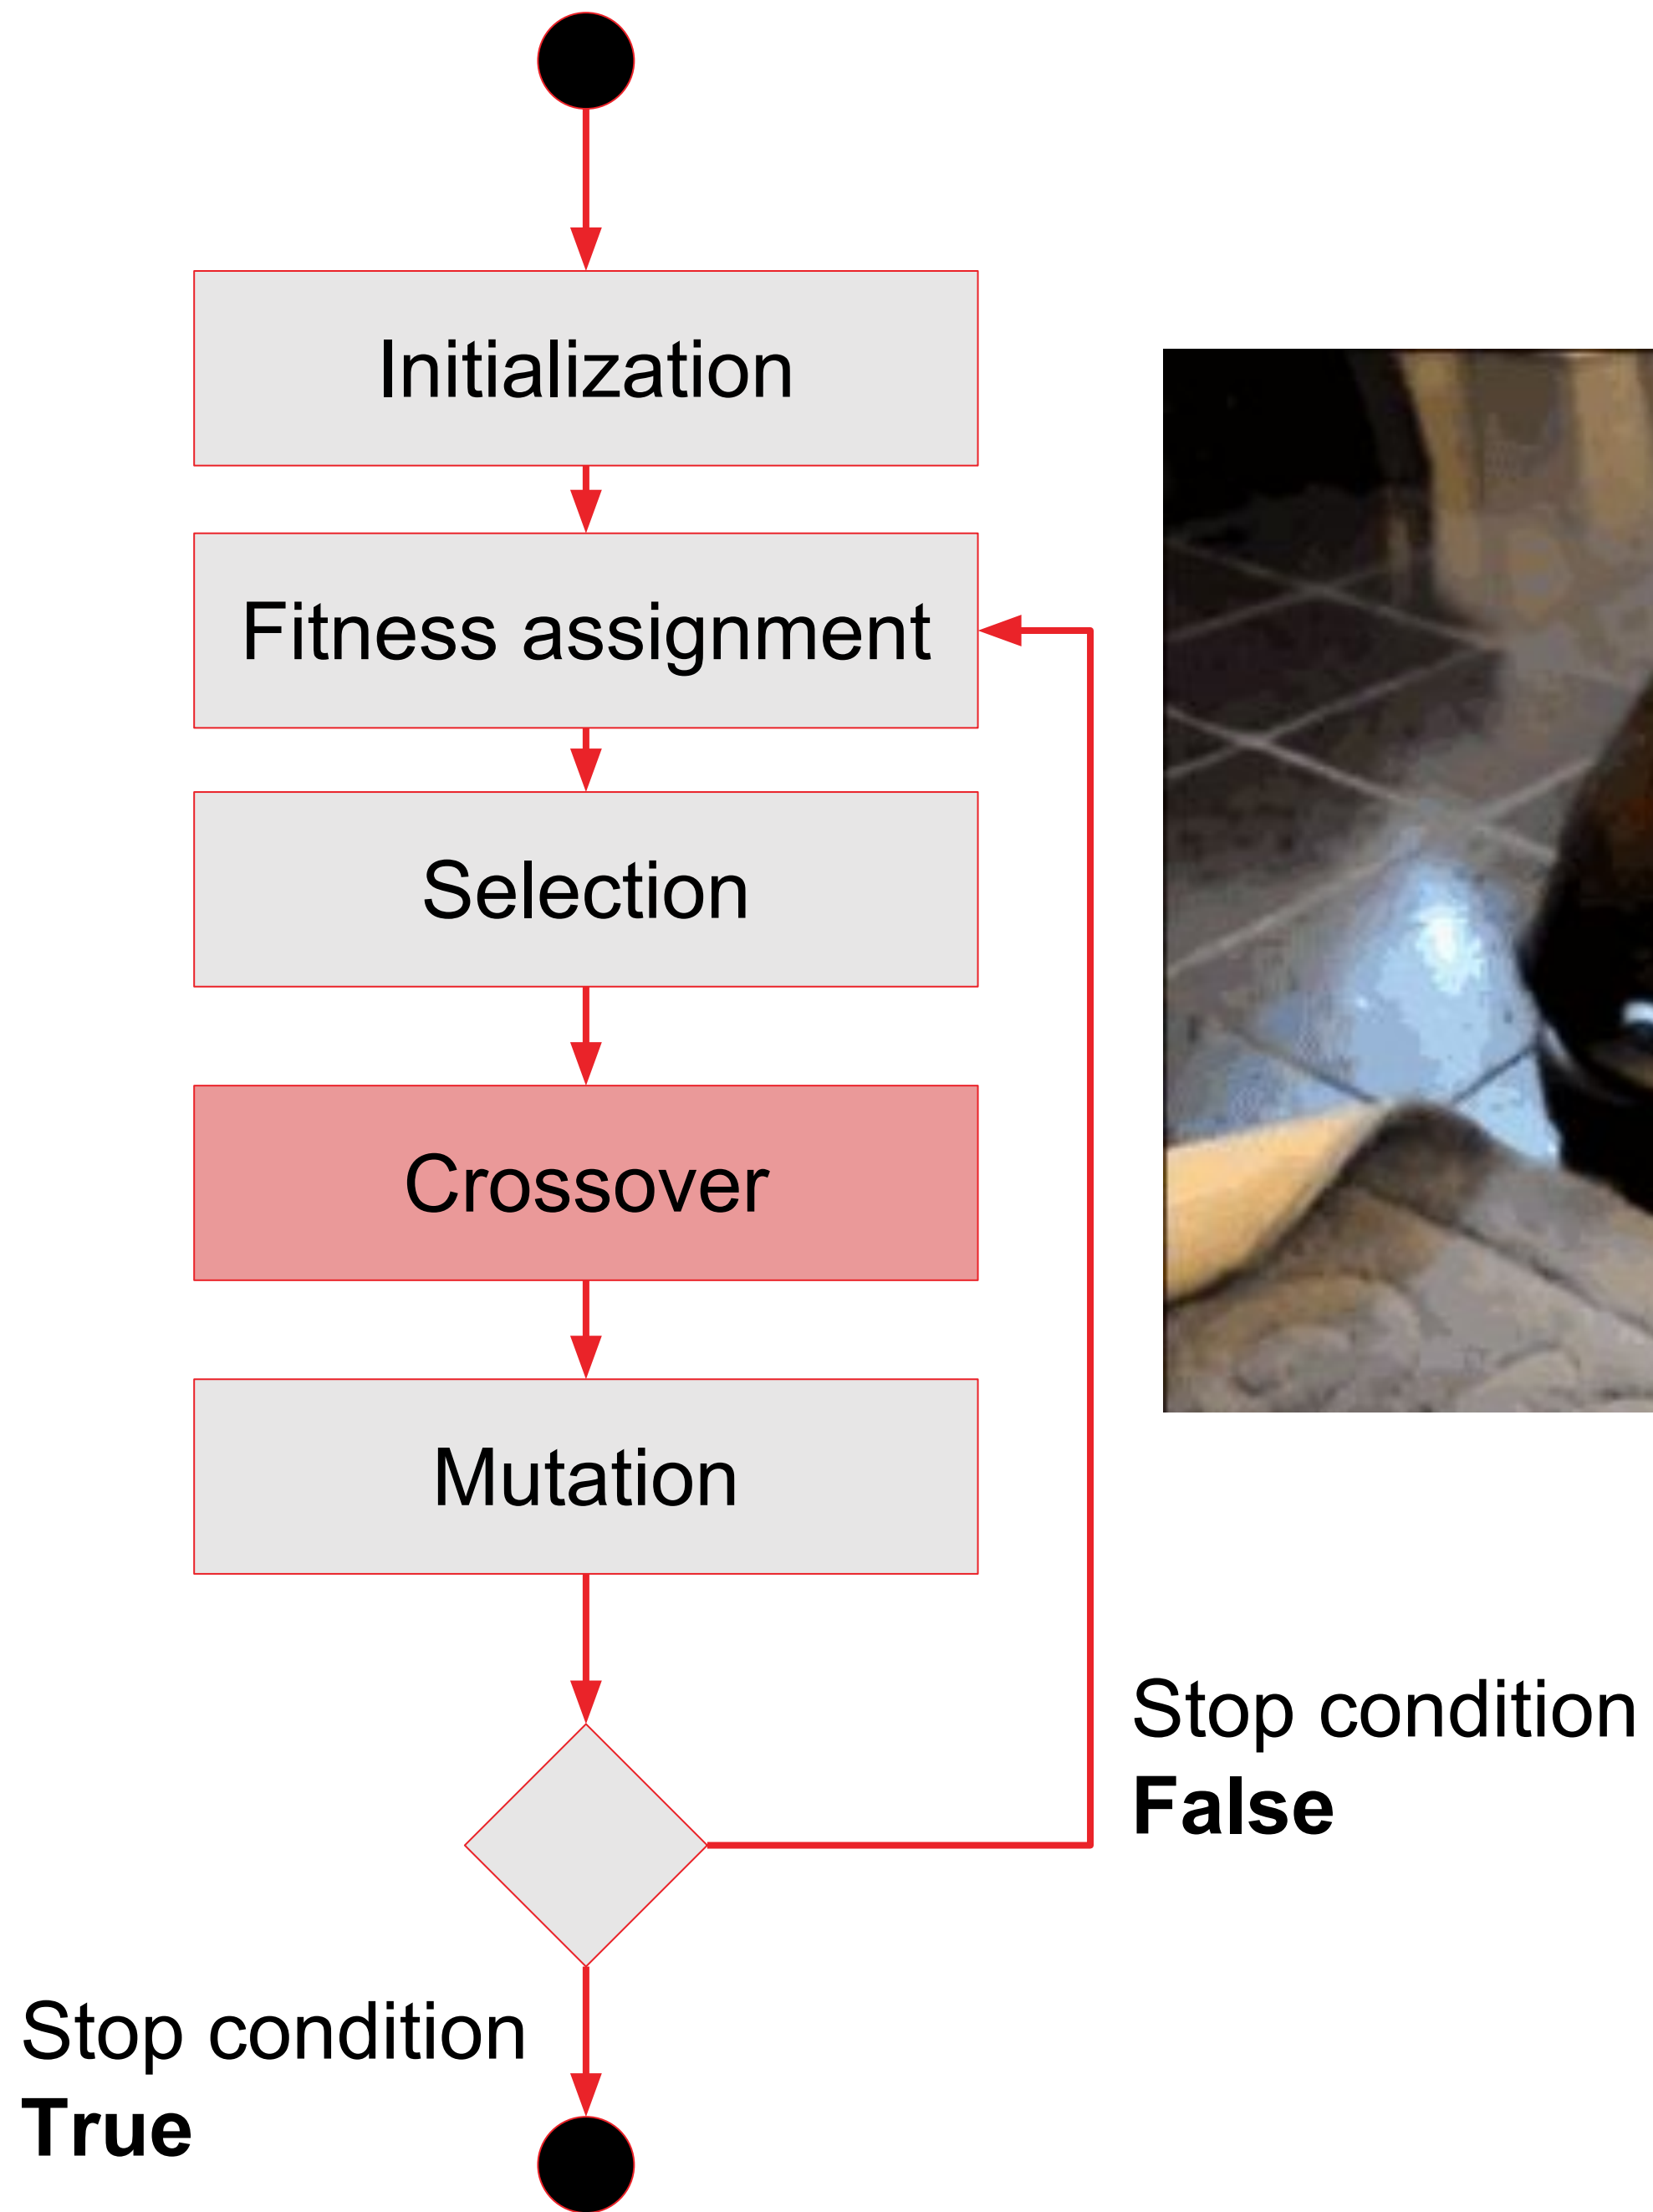 Initialization
Fitness assignment
Selection
Crossover
Mutation
Stop condition
False
Stop condition
True